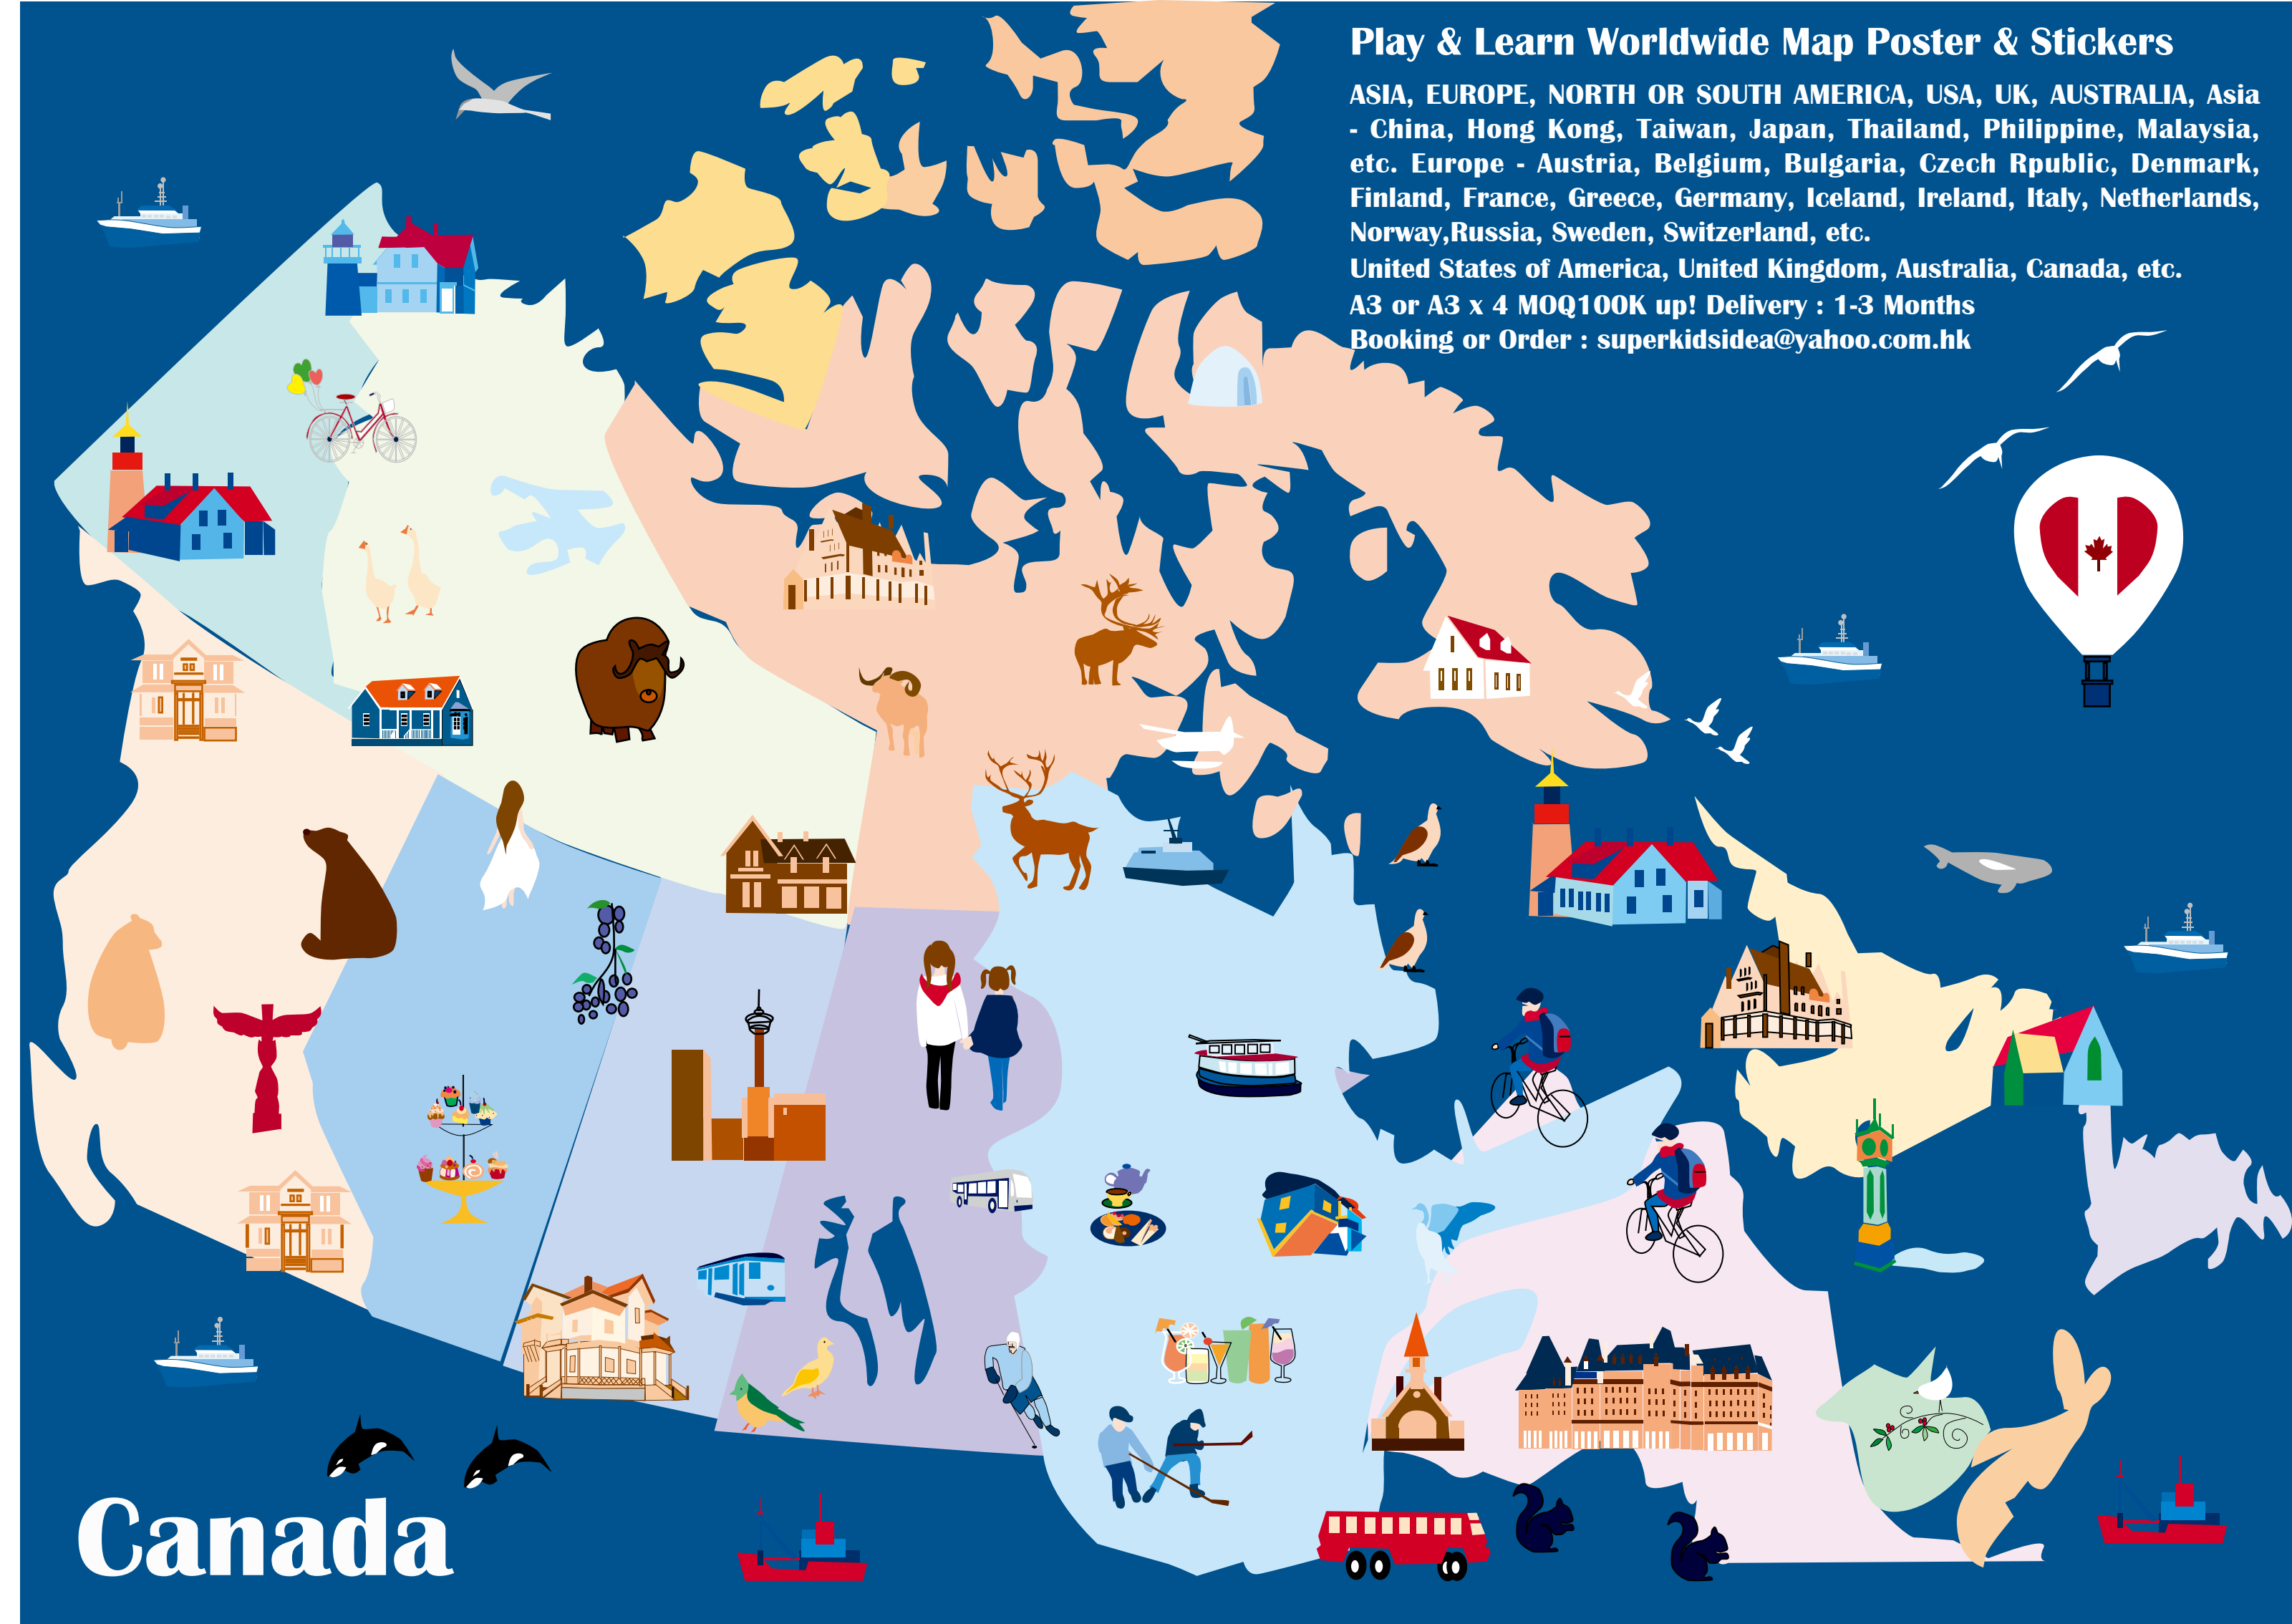 Play & Learn Worldwide Map Poster & Stickers
ASIA, EUROPE, NORTH OR SOUTH AMERICA, USA, UK, AUSTRALIA, Asia
- China, Hong Kong, Taiwan, Japan, Thailand, Philippine, Malaysia,
etc. Europe - Austria, Belgium, Bulgaria, Czech Rpublic, Denmark,
Finland, France, Greece, Germany, Iceland, Ireland, Italy, Netherlands,
Norway,Russia, Sweden, Switzerland, etc.
United States of America, United Kingdom, Australia, Canada, etc.
A3 or A3 x 4 MOQ100K up! Delivery : 1-3 Months
Booking or Order : superkidsidea@yahoo.com.hk
Canada